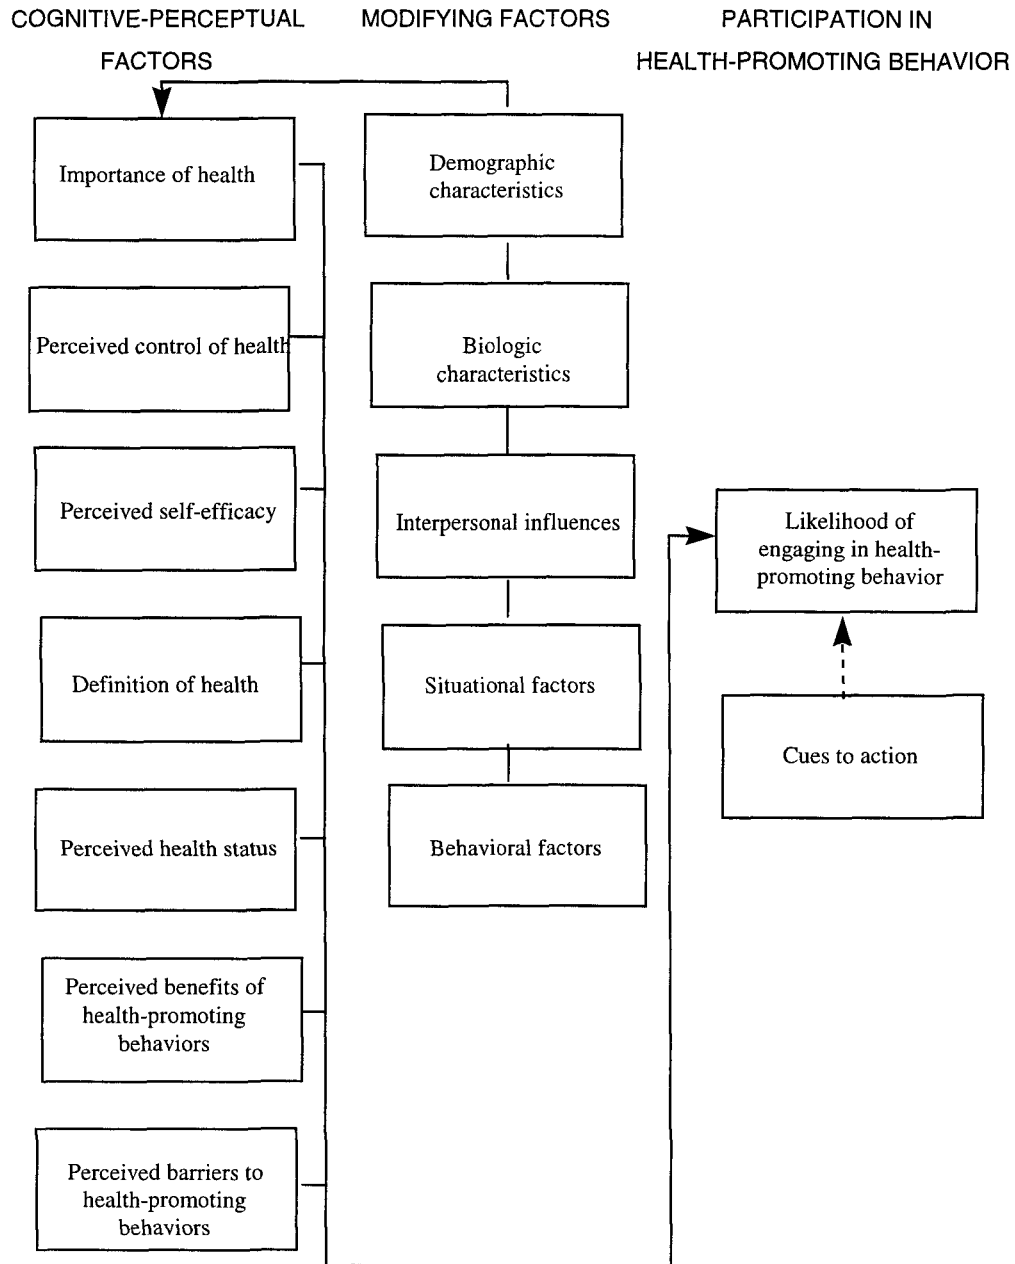 COGNITIVE-PERCEPTUAL
FACTORS
MODIFYING FACTORS
PARTICIPATION IN
HEALTH-PROMOTING BEHAVIOR
Importance of health
Perceived control of health
Perceived self-efficacy
Definition of health
Perceived health status
Perceived benefits of
health-promoting
behaviors
Perceived barriers to
health-promoting
behaviors
Demographic
characteristics
Biologic
characteristics
Interpersonal influences
Situational factors
Behavioral factors
Likelihood of
engaging in health-
promoting behavior
Cues to action